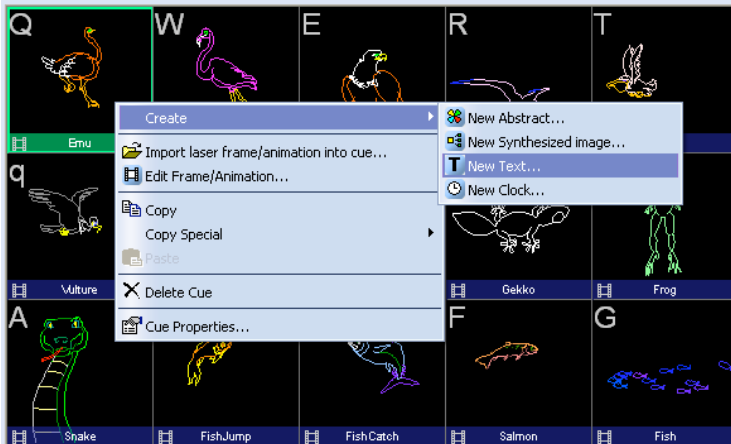 Q W E R T
Emu
Create
Import laser frame/animation into cue...
Edit Frame/Animation...
Copy
Copy Special
Paste
Delete Cue
Cue Properties...
New Abstract...
New Synthesized image...
New Text...
New Clock...
q
Vulture Gekko Frog
A F G
Snake FishJump FishCatch Salmon Fish